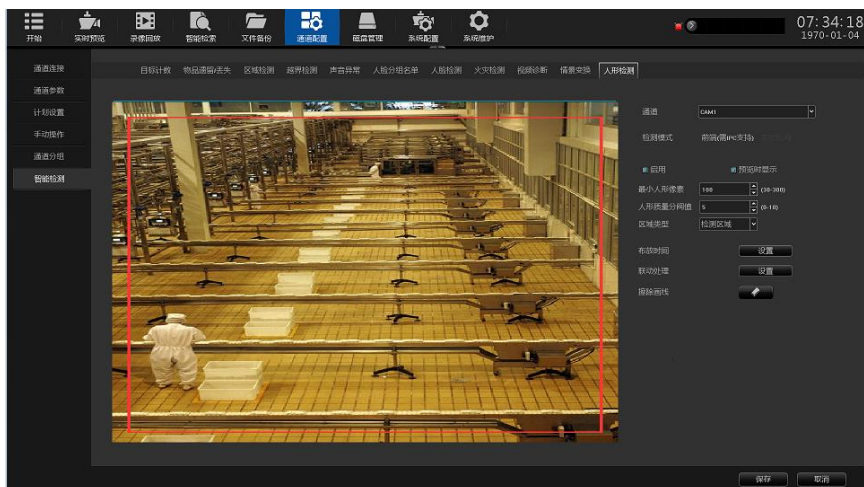 开始 实时预览 录像回放 智能检索 文件备份 通道配置 磁盘管理 系统配置 系统维护
07:34:18
1970-01-04
通道连接
通道参数
计划设置
手动操作
通道分组
智能检测
目标计数 物品遗留/丢失 区域检测 越界检测 声音异常 人脸分组名单 人脸检测 火灾检测 视频诊断 情景变换 人形检测
通道 CAM1
检测模式 前端(需IPC支持)
启用 预览时显示
最小人形像素 100 (30-300)
人形质量分阀值 5 (0-10)
区域类型 检测区域
布放时间 设置
联动处理 设置
擦除画线
保存 取消